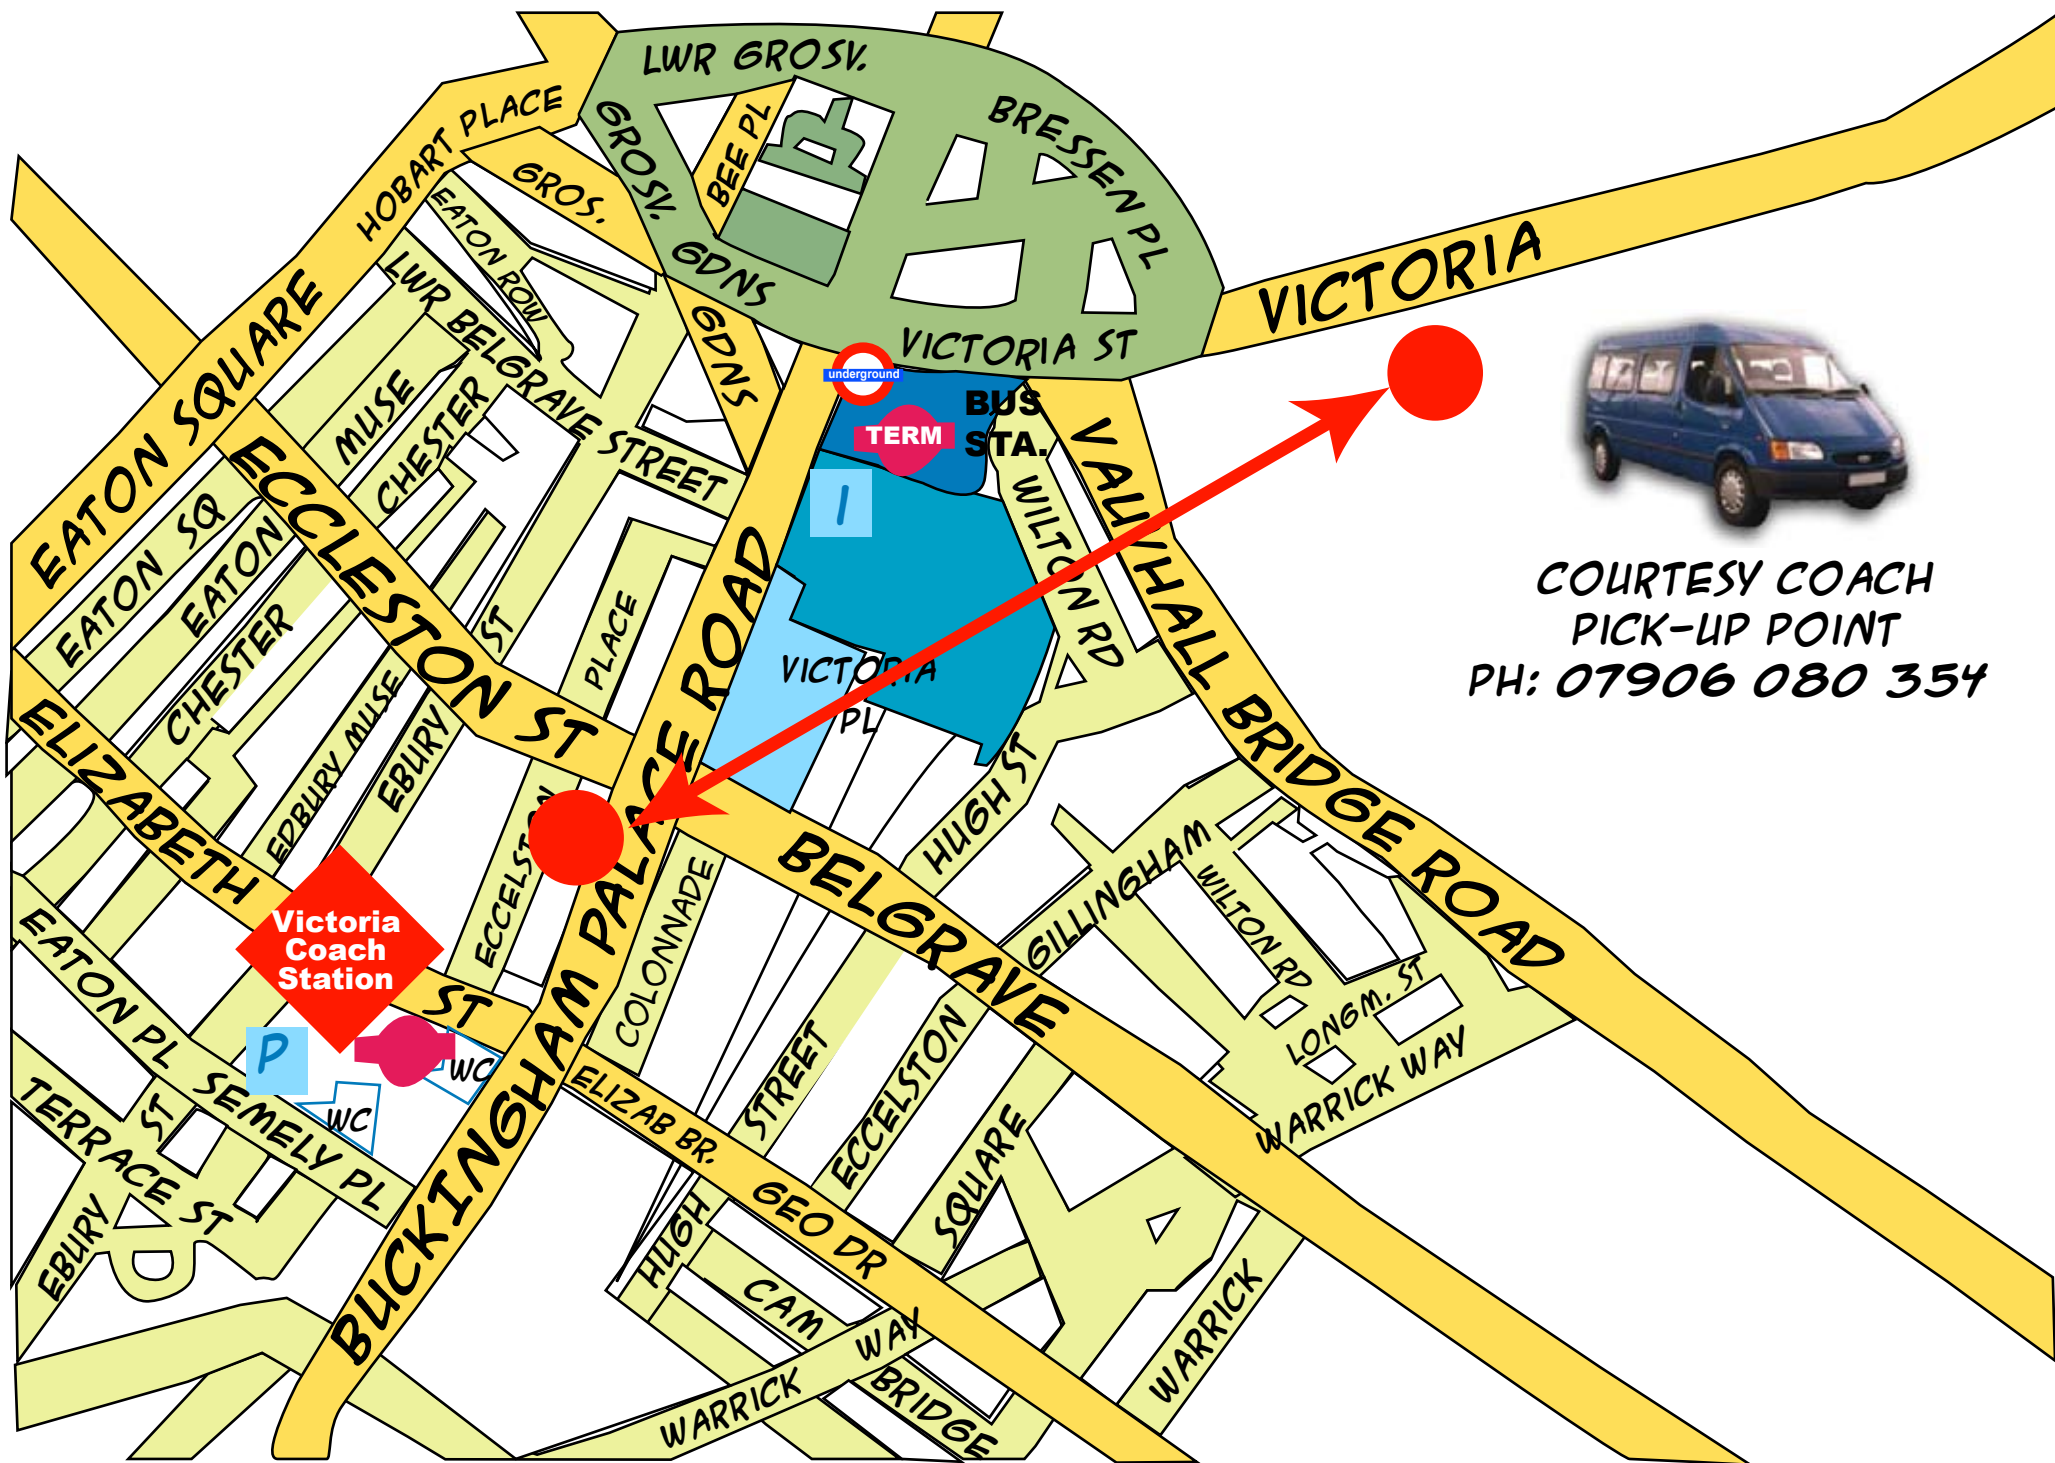 LWR GROSV.
BRESSEN PL
HOBART PLACE
GROSV.
GDNS
BEE PL
GROS.
GDNS
EATON ROW
LWR BELGRAVE STREET
VICTORIA ST
VICTORIA
underground
TERM
BUS
STA.
I
EATON SQUARE
MUSE
CHESTER
ECCLESTON ST
EATON SQ
EATON
CHESTER
WILTON RD
VAUXHALL BRIDGE ROAD
COURTESY COACH
PICK-UP POINT
PH: 07906 080 354
PLACE
VICTORIA
PL
ELIZABETH
ST
EDBURY MUSE
EBURY
ST
ECCELSTON
BUCKINGHAM PALACE ROAD
COLONNADE
BELGRAVE
HUGH ST
GILLINGHAM
WILTON RD
LONGM. ST
WARRICK WAY
Victoria
Coach
Station
P
WC
WC
EATON PL
SEMELY PL
TERRACE ST
EBURY
ST
ELIZAB BR.
GEO DR
HUGH
STREET
ECCELSTON
SQUARE
CAM
BRIDGE
WARRICK
WAY
WARRICK